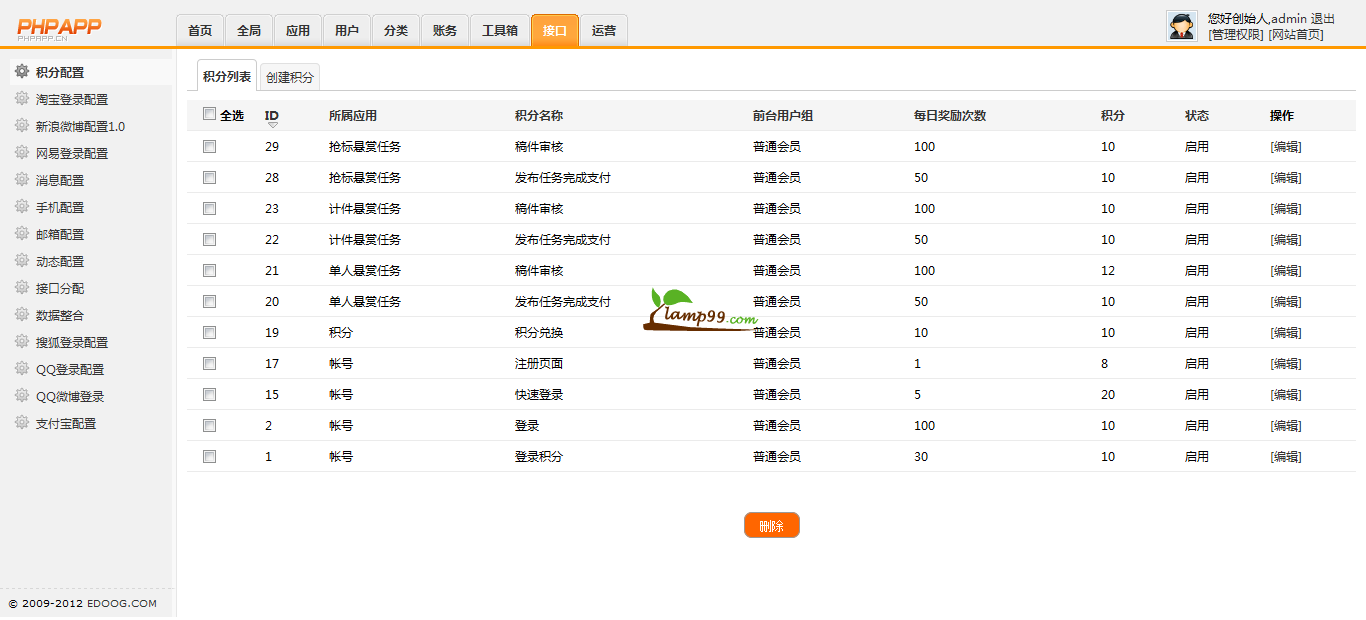 PHPAPP
PHPAPP.CN
首页 全局 应用 用户 分类 账务 工具箱 接口 运营
您好创始人,admin 退出
[管理权限] [网站首页]
积分配置
淘宝登录配置
新浪微博配置1.0
网易登录配置
消息配置
手机配置
邮箱配置
动态配置
接口分配
数据整合
搜狐登录配置
QQ登录配置
QQ微博登录
支付宝配置
© 2009-2012 EDOOG.COM
积分列表 创建积分
全选 ID 所属应用 积分名称 前台用户组 每日奖励次数 积分 状态 操作
29 抢标悬赏任务 稿件审核 普通会员 100 10 启用 [编辑]
28 抢标悬赏任务 发布任务完成支付 普通会员 50 10 启用 [编辑]
23 计件悬赏任务 稿件审核 普通会员 100 10 启用 [编辑]
22 计件悬赏任务 发布任务完成支付 普通会员 50 10 启用 [编辑]
21 单人悬赏任务 稿件审核 普通会员 100 12 启用 [编辑]
20 单人悬赏任务 发布任务完成支付 普通会员 50 10 启用 [编辑]
lamp99.com
19 积分 积分兑换 普通会员 10 10 启用 [编辑]
17 帐号 注册页面 普通会员 1 8 启用 [编辑]
15 帐号 快速登录 普通会员 5 20 启用 [编辑]
2 帐号 登录 普通会员 100 10 启用 [编辑]
1 帐号 登录积分 普通会员 30 10 启用 [编辑]
删除